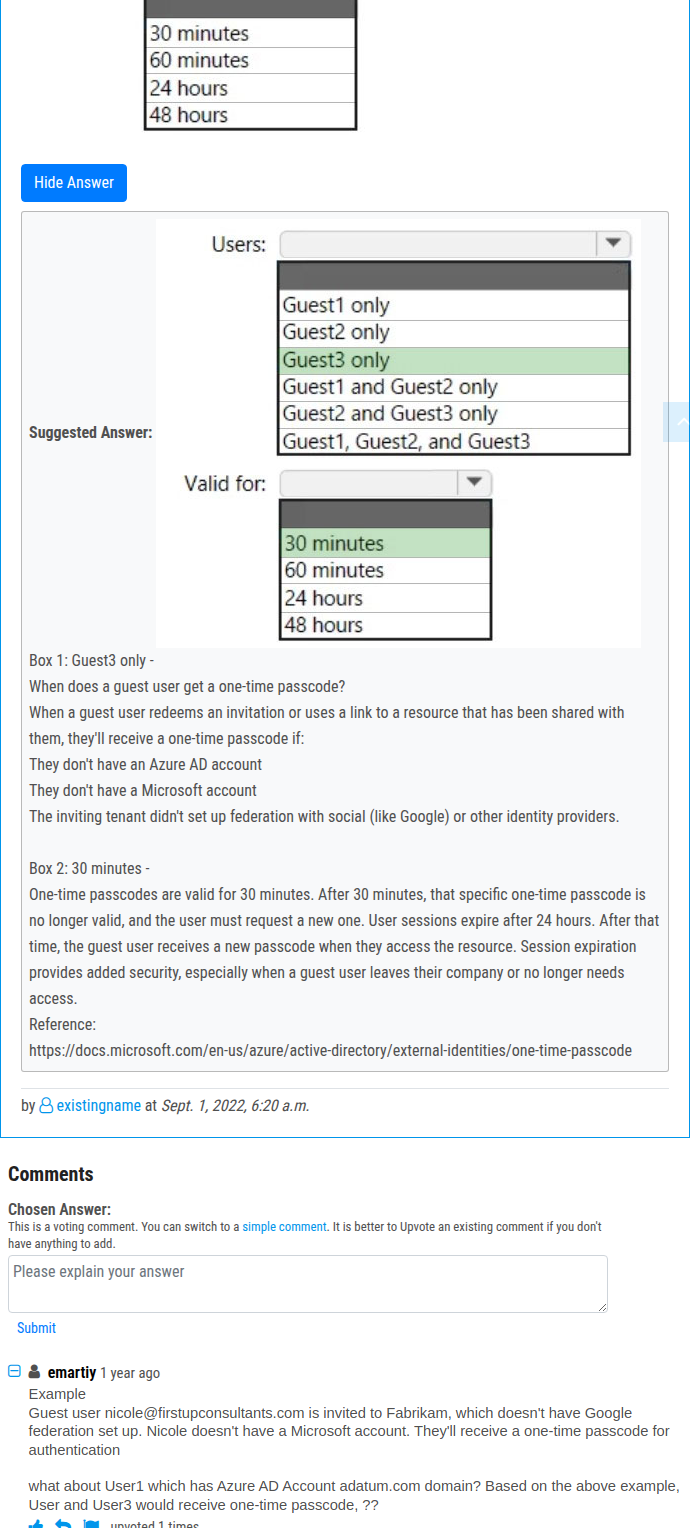 30 minutes
60 minutes
24 hours
48 hours
Hide Answer
Users:
Guest1 only
Guest2 only
Guest3 only
Guest1 and Guest2 only
Guest2 and Guest3 only
Guest1, Guest2, and Guest3
Suggested Answer:
Valid for:
30 minutes
60 minutes
24 hours
48 hours
Box 1: Guest3 only -
When does a guest user get a one-time passcode?
When a guest user redeems an invitation or uses a link to a resource that has been shared with
them, they'll receive a one-time passcode if:
They don't have an Azure AD account
They don't have a Microsoft account
The inviting tenant didn't set up federation with social (like Google) or other identity providers.
Box 2: 30 minutes -
One-time passcodes are valid for 30 minutes. After 30 minutes, that specific one-time passcode is
no longer valid, and the user must request a new one. User sessions expire after 24 hours. After that
time, the guest user receives a new passcode when they access the resource. Session expiration
provides added security, especially when a guest user leaves their company or no longer needs
access.
Reference:
https://docs.microsoft.com/en-us/azure/active-directory/external-identities/one-time-passcode
by existingname at Sept. 1, 2022, 6:20 a.m.
Comments
Chosen Answer:
This is a voting comment. You can switch to a simple comment. It is better to Upvote an existing comment if you don't
have anything to add.
Please explain your answer
Submit
emartiy 1 year ago
Example
Guest user nicole@firstupconsultants.com is invited to Fabrikam, which doesn't have Google
federation set up. Nicole doesn't have a Microsoft account. They'll receive a one-time passcode for
authentication
what about User1 which has Azure AD Account adatum.com domain? Based on the above example,
User and User3 would receive one-time passcode, ??
upvoted 1 times